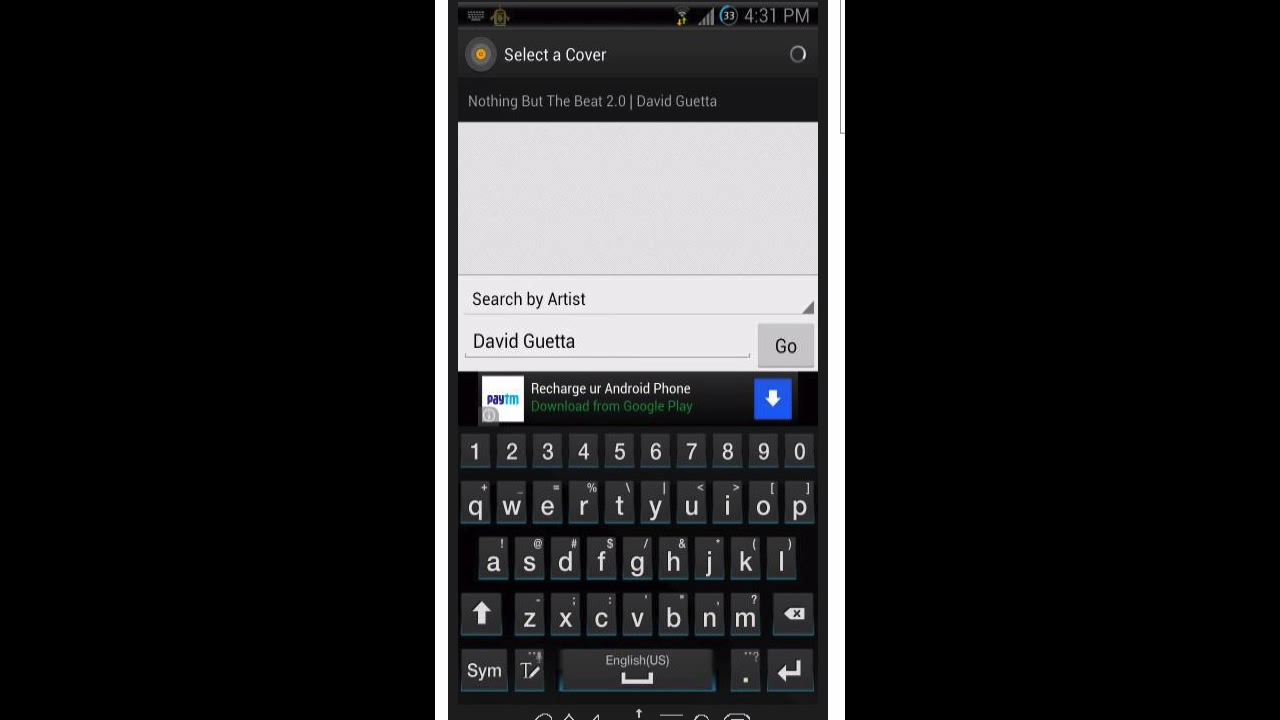 33 4:31 PM
Select a Cover
Nothing But The Beat 2.0 | David Guetta
Search by Artist
David Guetta
Go
paytm
Recharge ur Android Phone
Download from Google Play
1 2 3 4 5 6 7 8 9 0
+ _ = % \ | < > [ ]
q w e r t y u i o p
! @ # $ / & * ( )
a s d f g h j k l
- ; : ' " , ?
z x c v b n m
Sym
English(US)
.